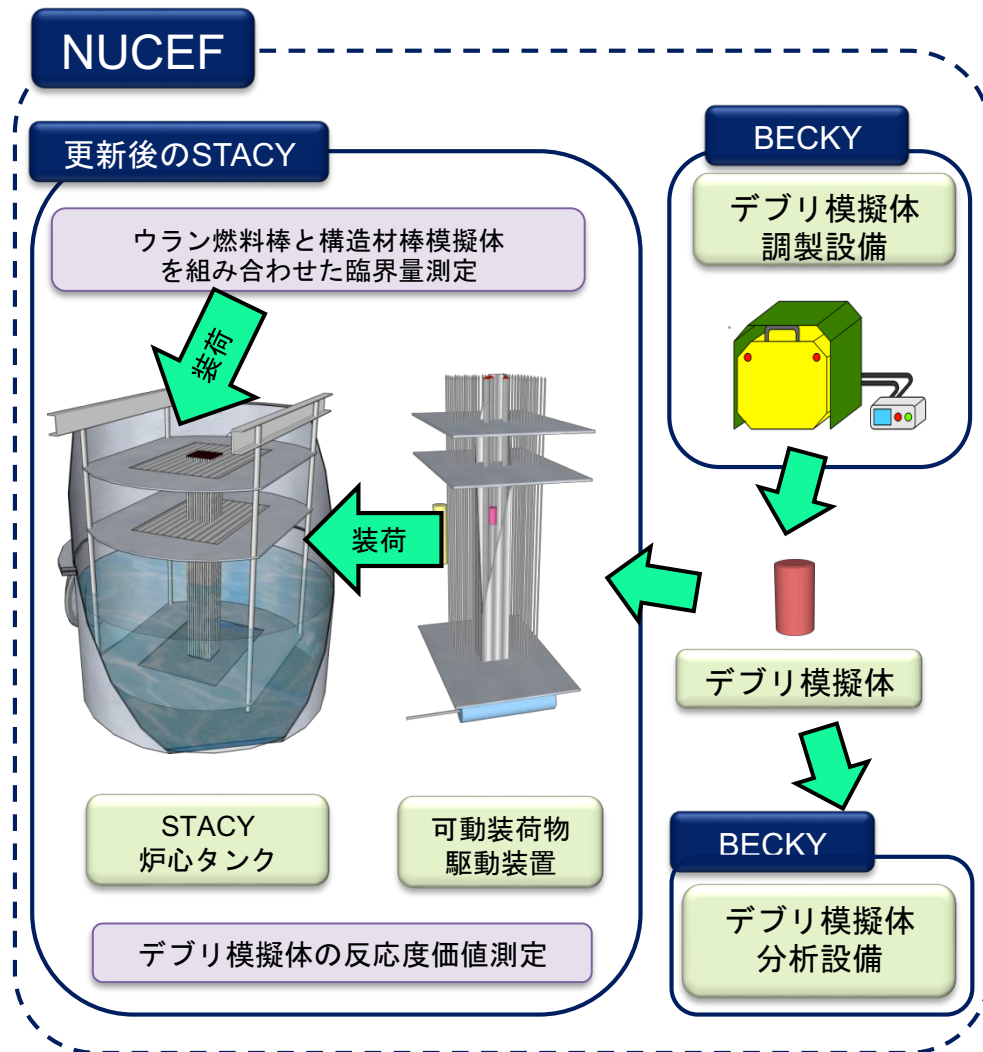 NUCEF
更新後のSTACY
ウラン燃料棒と構造材棒模擬体
を組み合わせた臨界量測定
装荷
装荷
STACY
炉心タンク
可動装荷物
駆動装置
デブリ模擬体の反応度価値測定
BECKY
デブリ模擬体
調製設備
デブリ模擬体
BECKY
デブリ模擬体
分析設備